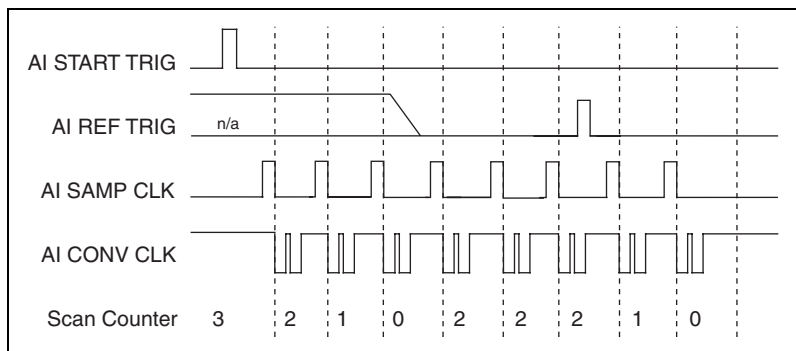 AI START TRIG
AI REF TRIG n/a
AI SAMP CLK
AI CONV CLK
Scan Counter 3 2 1 0 2 2 2 1 0